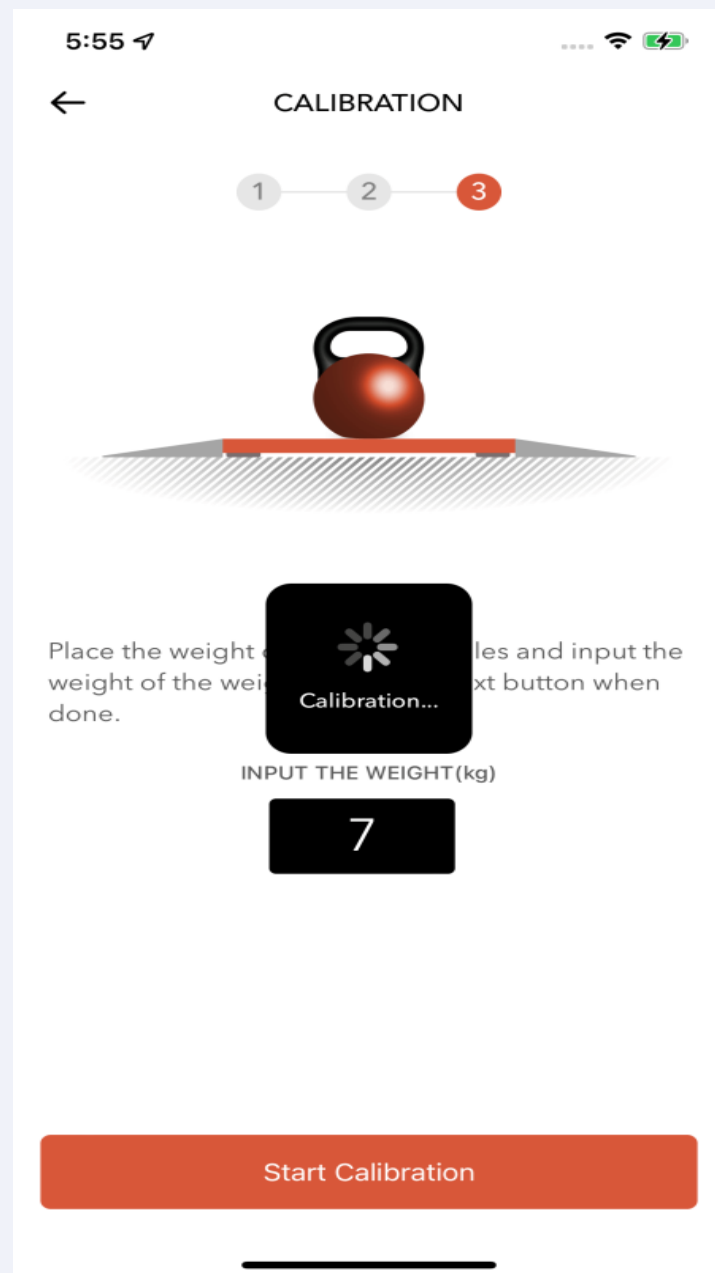 5:55
CALIBRATION
1 2 3
Place the weight les and input the
weight of the xt button when
done.
Calibration...
INPUT THE WEIGHT(kg)
7
Start Calibration